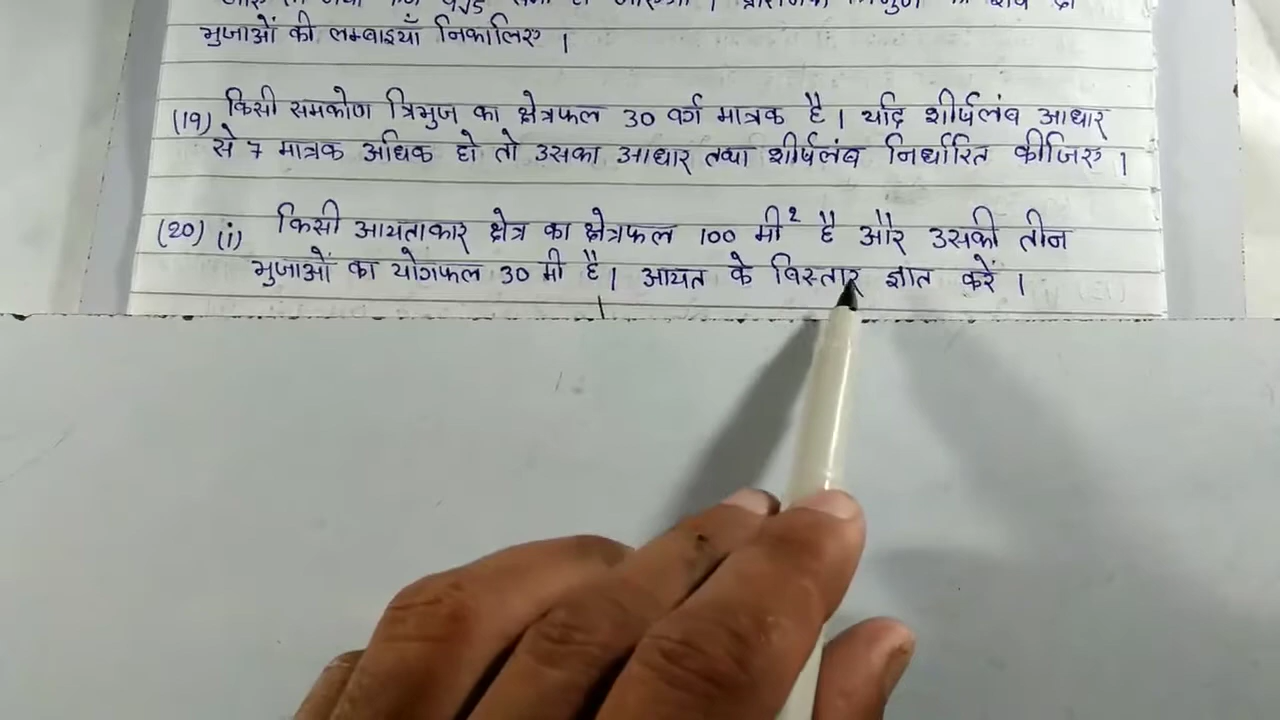 भुजाओं की लम्बाइयाँ निकालिए ।
(19) किसी समकोण त्रिभुज का क्षेत्रफल 30 वर्ग मात्रक है । यदि शीर्षलंब आधार
से 7 मात्रक अधिक हो तो उसका आधार तथा शीर्षलंब निर्धारित कीजिए ।
(20) (i) किसी आयताकार क्षेत्र का क्षेत्रफल 100 मी² है और उसकी तीन
भुजाओं का योगफल 30 मी है । आयत के विस्तार ज्ञात करें ।